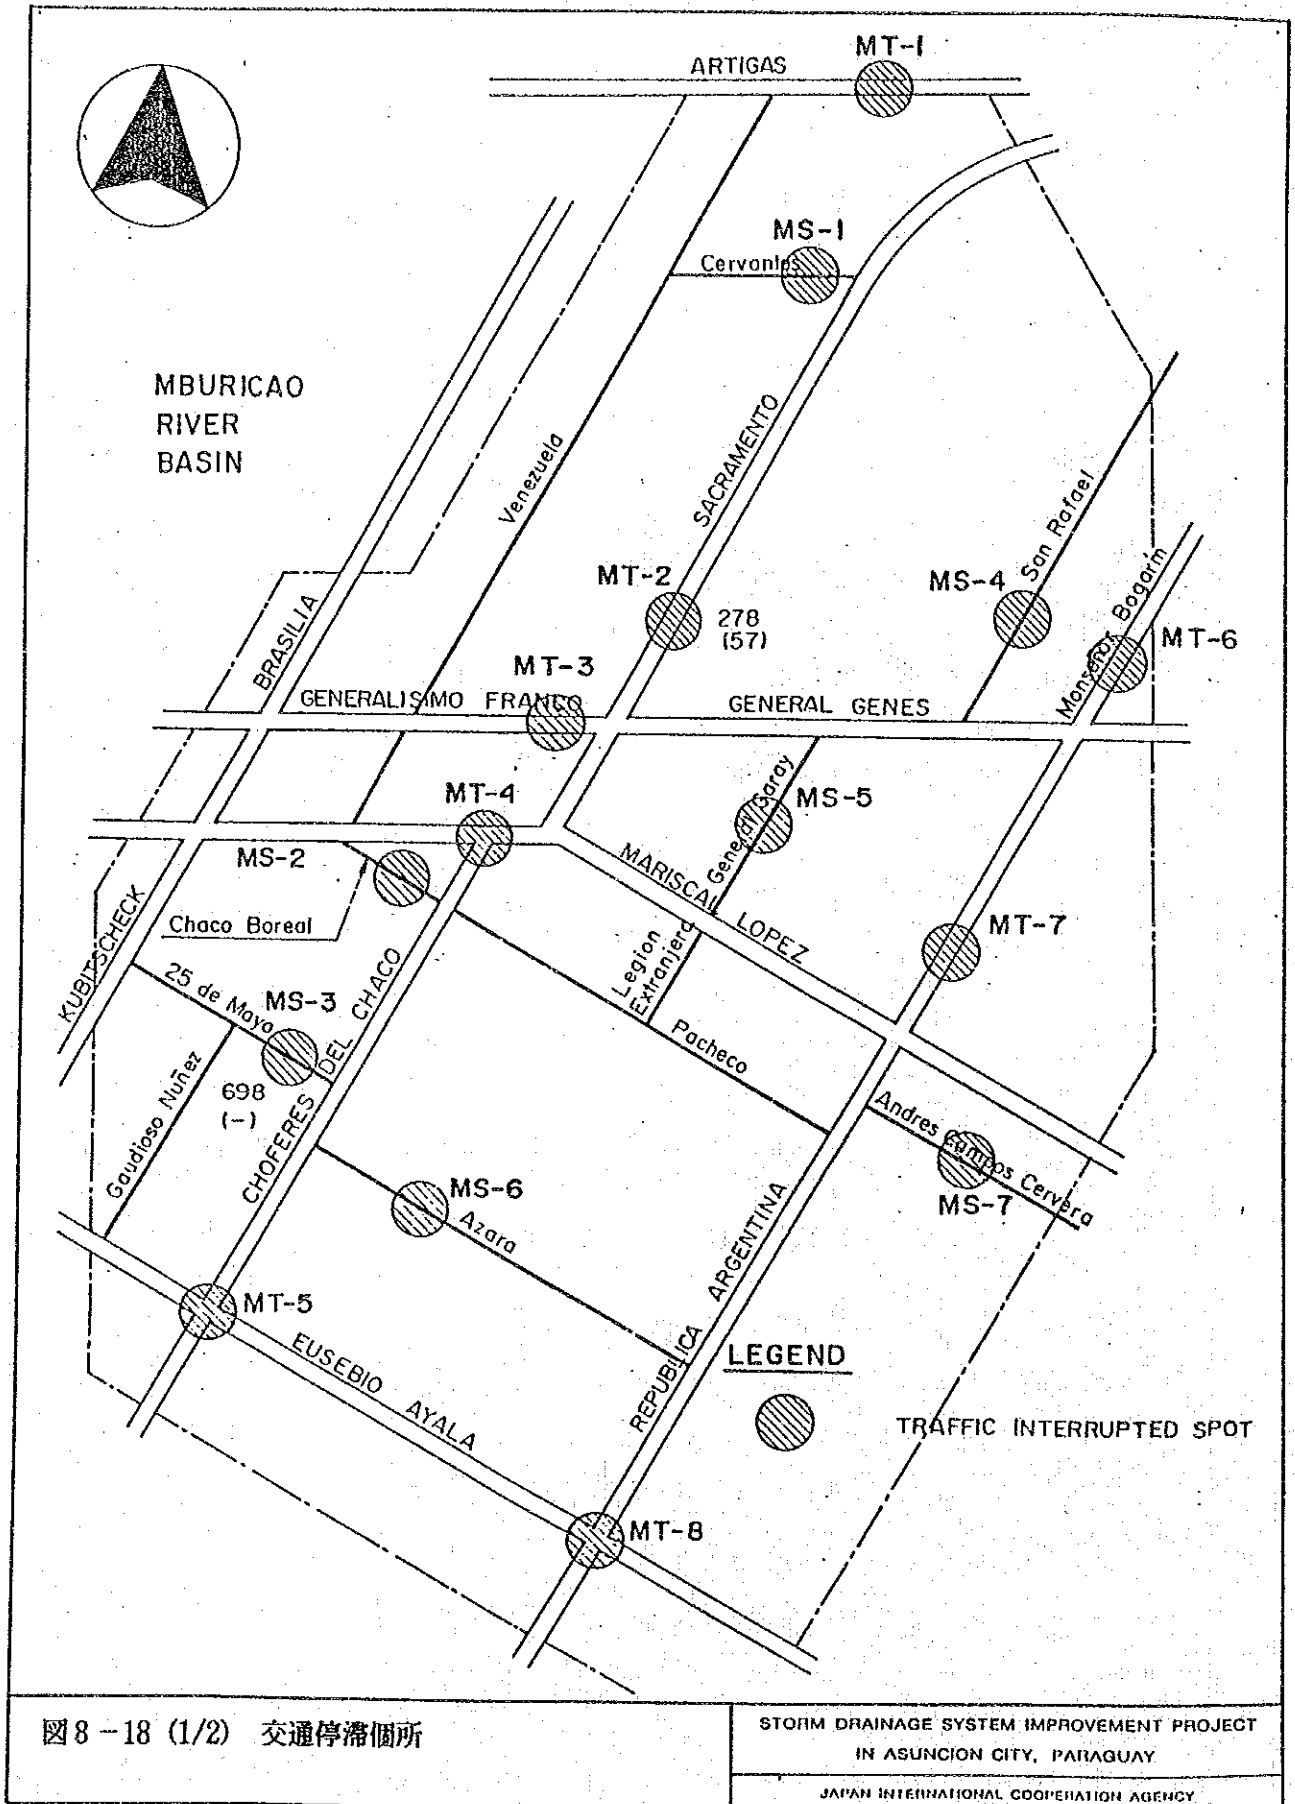 MT-1
ARTIGAS
MS-1
Cervantes
MBURICAO
RIVER
BASIN
Venezuela
SACRAMENTO
San Rafael
MT-2
278
(57)
MS-4
Monseñor Bogarín
MT-6
BRASILIA
MT-3
GENERALISIMO FRANCO
GENERAL GENES
MT-4
General Garay
MS-5
MS-2
MARISCAL LOPEZ
Chaco Boreal
KUBITSCHECK
MT-7
Legion
Extranjera
25 de Mayo
MS-3
698
(-)
CHOFERES DEL CHACO
Pacheco
Gaudioso Nuñez
Andres Campos Cervera
MS-7
MS-6
Azara
MT-5
EUSEBIO AYALA
REPUBLICA ARGENTINA
LEGEND
TRAFFIC INTERRUPTED SPOT
MT-8
図8-18 (1/2) 交通停滞個所
STORM DRAINAGE SYSTEM IMPROVEMENT PROJECT
IN ASUNCION CITY, PARAGUAY
JAPAN INTERNATIONAL COOPERATION AGENCY